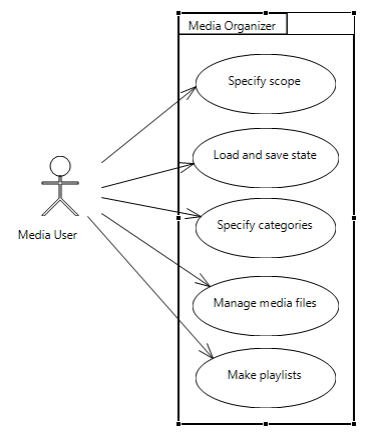 Media Organizer
Specify scope
Load and save state
Specify categories
Media User
Manage media files
Make playlists